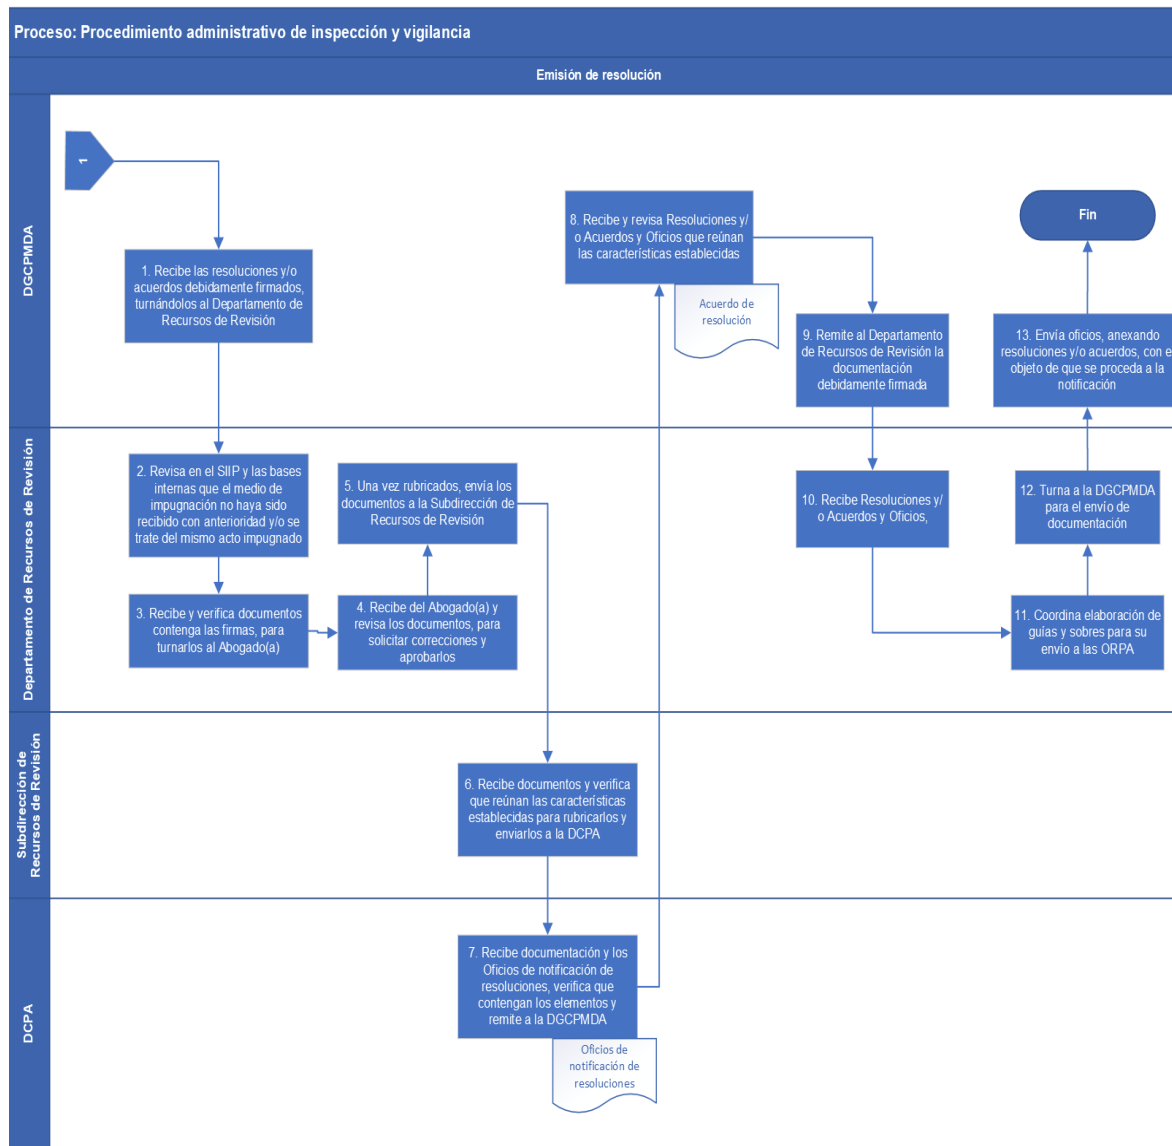 Proceso: Procedimiento administrativo de inspección y vigilancia
Emisión de resolución
DGCPMDA
1
1. Recibe las resoluciones y/o
acuerdos debidamente firmados,
turnándolos al Departamento de
Recursos de Revisión
8. Recibe y revisa Resoluciones y/
o Acuerdos y Oficios que reúnan
las características establecidas
Acuerdo de
resolución
9. Remite al Departamento
de Recursos de Revisión la
documentación
debidamente firmada
Fin
13. Envía oficios, anexando
resoluciones y/o acuerdos, con e
objeto de que se proceda a la
notificación
Departamento de Recursos de Revisión
2. Revisa en el SIIP y las bases
internas que el medio de
impugnación no haya sido
recibido con anterioridad y/o se
trate del mismo acto impugnado
3. Recibe y verifica documentos
contenga las firmas, para
turnarlos al Abogado(a)
4. Recibe del Abogado(a) y
revisa los documentos, para
solicitar correcciones y
aprobarlos
5. Una vez rubricados, envía los
documentos a la Subdirección de
Recursos de Revisión
10. Recibe Resoluciones y/
o Acuerdos y Oficios,
11. Coordina elaboración de
guías y sobres para su
envío a las ORPA
12. Turna a la DGCPMDA
para el envío de
documentación
Subdirección de
Recursos de Revisión
6. Recibe documentos y verifica
que reúnan las características
establecidas para rubricarlos y
enviarlos a la DCPA
DCPA
7. Recibe documentación y los
Oficios de notificación de
resoluciones, verifica que
contengan los elementos y
remite a la DGCPMDA
Oficios de
notificación de
resoluciones